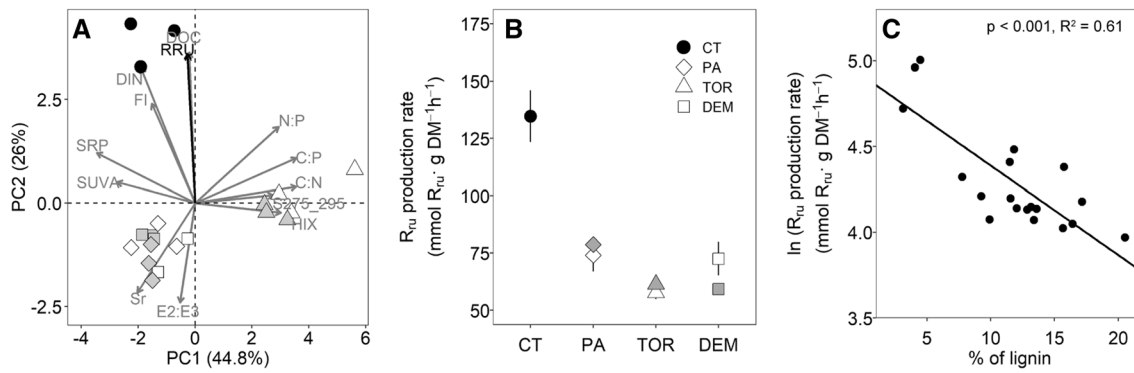 A
DOC
RRU
DIN
FI
SRP
SUVA
N:P
C:P
C:N
S275_295
HIX
Sr
E2:E3
PC2 (26%)
2.5
0.0
-2.5
-4
-2
0
2
4
6
PC1 (44.8%)
B
CT
PA
TOR
DEM
Rru production rate
(mmol Rru· g DM⁻¹h⁻¹)
175
150
125
100
75
50
CT
PA
TOR
DEM
C
p < 0.001, R² = 0.61
ln (Rru production rate)
(mmol Rru· g DM⁻¹h⁻¹)
5.0
4.5
4.0
3.5
5
10
15
20
% of lignin